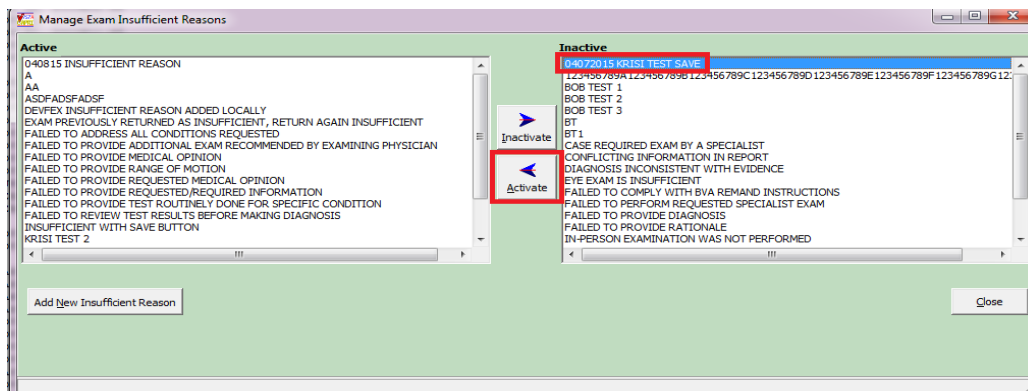 Manage Exam Insufficient Reasons
Active
040815 INSUFFICIENT REASON
A
AA
ASDFADSFADSF
DEVFEX INSUFFICIENT REASON ADDED LOCALLY
EXAM PREVIOUSLY RETURNED AS INSUFFICIENT, RETURN AGAIN INSUFFICIENT
FAILED TO ADDRESS ALL CONDITIONS REQUESTED
FAILED TO PROVIDE ADDITIONAL EXAM RECOMMENDED BY EXAMINING PHYSICIAN
FAILED TO PROVIDE MEDICAL OPINION
FAILED TO PROVIDE RANGE OF MOTION
FAILED TO PROVIDE REQUESTED MEDICAL OPINION
FAILED TO PROVIDE REQUESTED/REQUIRED INFORMATION
FAILED TO PROVIDE TEST ROUTINELY DONE FOR SPECIFIC CONDITION
FAILED TO REVIEW TEST RESULTS BEFORE MAKING DIAGNOSIS
INSUFFICIENT WITH SAVE BUTTON
KRISI TEST 2
Inactivate
Activate
Inactive
04072015 KRISI TEST SAVE
123456789A123456789B123456789C123456789D123456789E123456789F123456789G12
BOB TEST 1
BOB TEST 2
BOB TEST 3
BT
BT1
CASE REQUIRED EXAM BY A SPECIALIST
CONFLICTING INFORMATION IN REPORT
DIAGNOSIS INCONSISTENT WITH EVIDENCE
EYE EXAM IS INSUFFICIENT
FAILED TO COMPLY WITH BVA REMAND INSTRUCTIONS
FAILED TO PERFORM REQUESTED SPECIALIST EXAM
FAILED TO PROVIDE DIAGNOSIS
FAILED TO PROVIDE RATIONALE
IN-PERSON EXAMINATION WAS NOT PERFORMED
Add New Insufficient Reason
Close